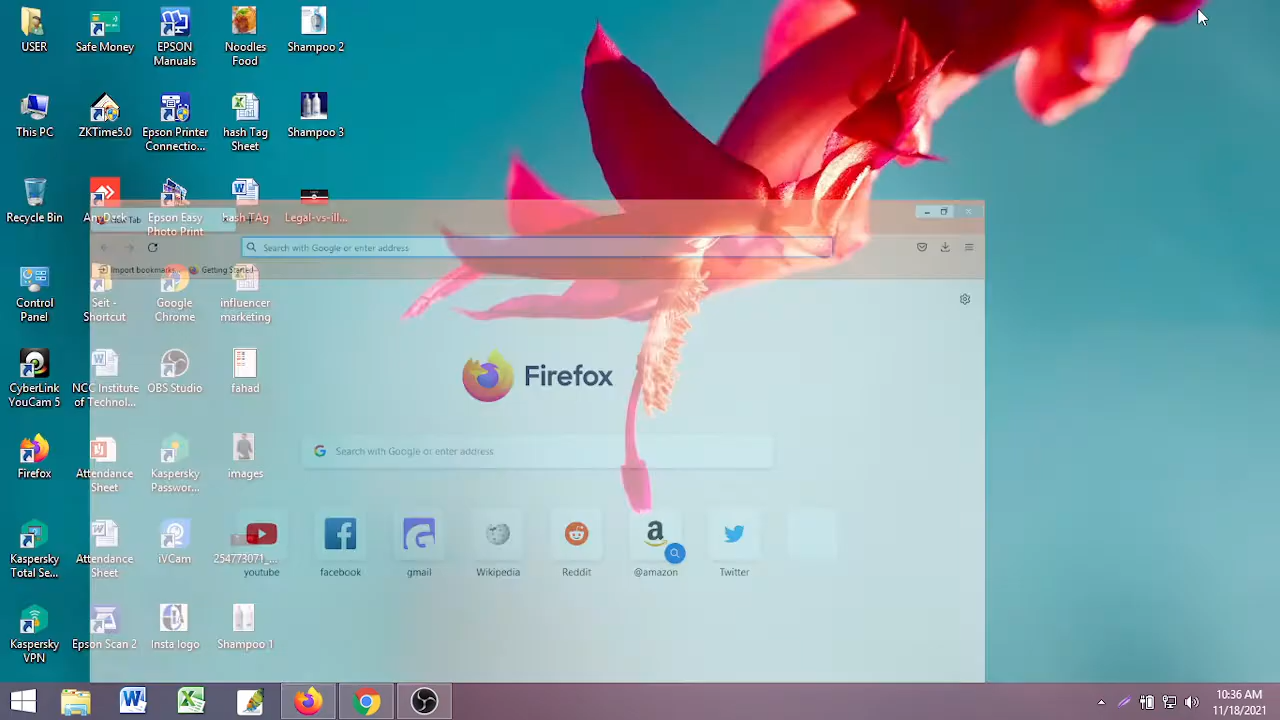 USER
Safe Money
EPSON
Manuals
Noodles
Food
Shampoo 2
This PC
ZKTime5.0
Epson Printer
Connectio...
hash Tag
Sheet
Shampoo 3
Recycle Bin
AnyDesk
Epson Easy
Photo Print
hash TAg
Legal-vs-ill...
Tab
Search with Google or enter address
Import bookmarks
Getting Started
Control
Panel
Seit -
Shortcut
Google
Chrome
influencer
marketing
CyberLink
YouCam 5
NCC Institute
of Technol...
OBS Studio
fahad
Firefox
Firefox
Attendance
Sheet
Kaspersky
Passwor...
images
Search with Google or enter address
Kaspersky
Total Se...
Attendance
Sheet
iVCam
254773071_...
youtube
facebook
gmail
Wikipedia
Reddit
a
@amazon
Twitter
Kaspersky
VPN
Epson Scan 2
Insta logo
Shampoo 1
10:36 AM
11/18/2021